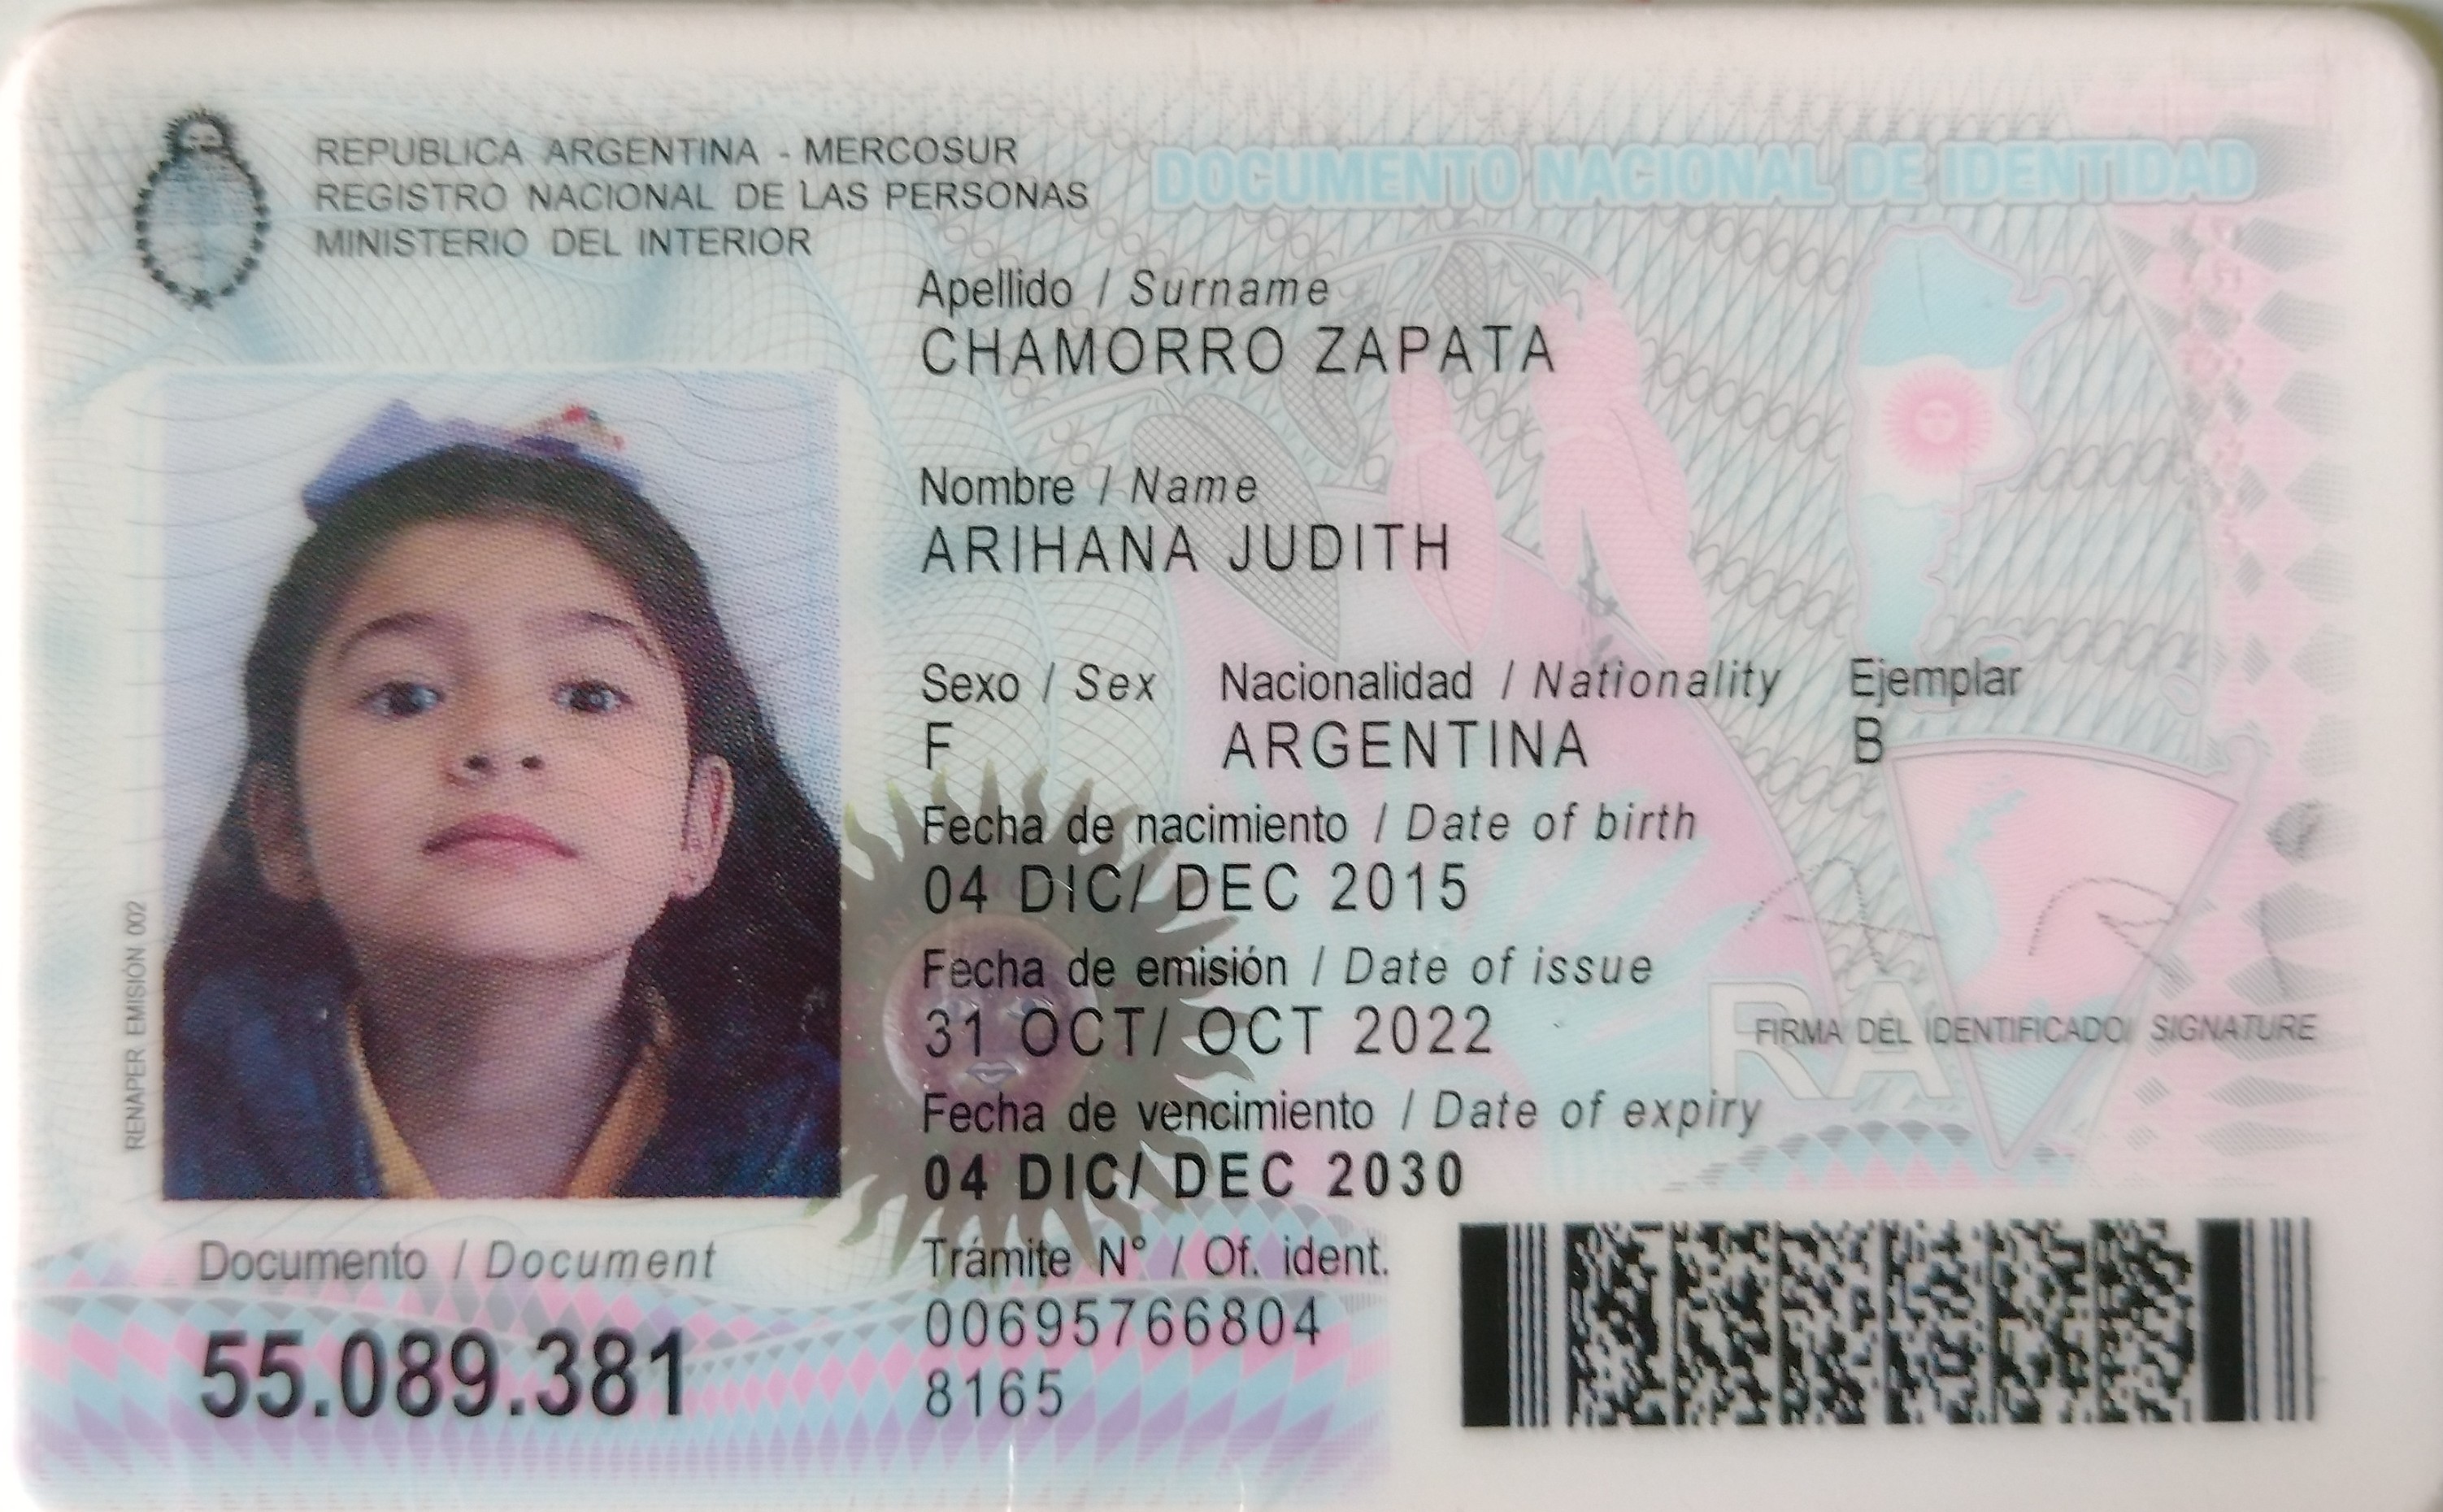 REPUBLICA ARGENTINA - MERCOSUR
REGISTRO NACIONAL DE LAS PERSONAS
MINISTERIO DEL INTERIOR
DOCUMENTO NACIONAL DE IDENTIDAD
Apellido / Surname
CHAMORRO ZAPATA
Nombre / Name
ARIHANA JUDITH
Sexo / Sex Nacionalidad / Nationality Ejemplar
F ARGENTINA B
Fecha de nacimiento / Date of birth
04 DIC/ DEC 2015
Fecha de emisión / Date of issue
31 OCT/ OCT 2022
RA
FIRMA DEL IDENTIFICADO/ SIGNATURE
Fecha de vencimiento / Date of expiry
04 DIC/ DEC 2030
RENAPER EMISIÓN 002
Documento / Document
55.089.381
Trámite N° / Of. ident.
00695766804
8165